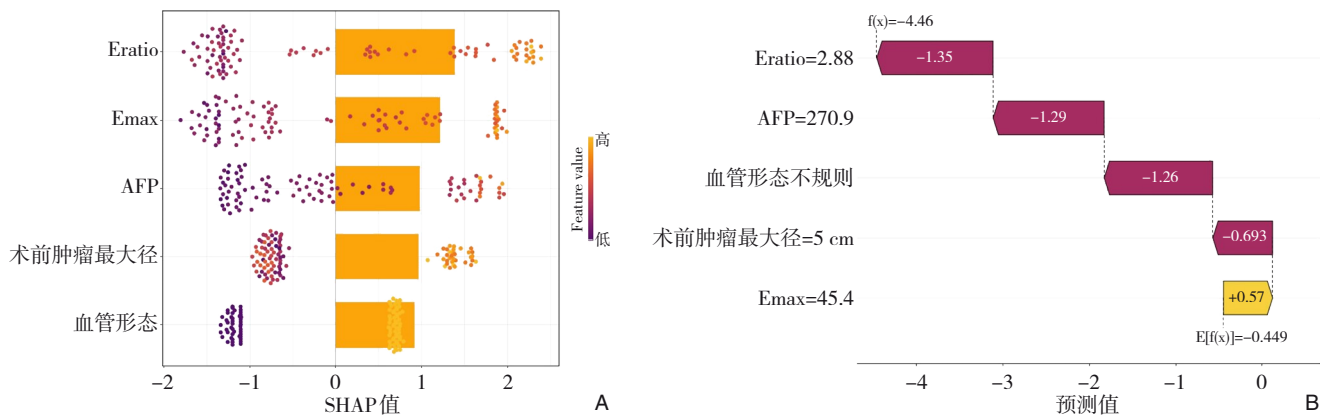 Eratio
Emax
AFP
术前肿瘤最大径
血管形态
−2
−1
0
1
2
SHAP值
A
高
Feature value
低
f(x)=−4.46
Eratio=2.88
−1.35
AFP=270.9
−1.29
血管形态不规则
−1.26
术前肿瘤最大径=5 cm
−0.693
Emax=45.4
+0.57
E[f(x)]=−0.449
−4
−3
−2
−1
0
预测值
B